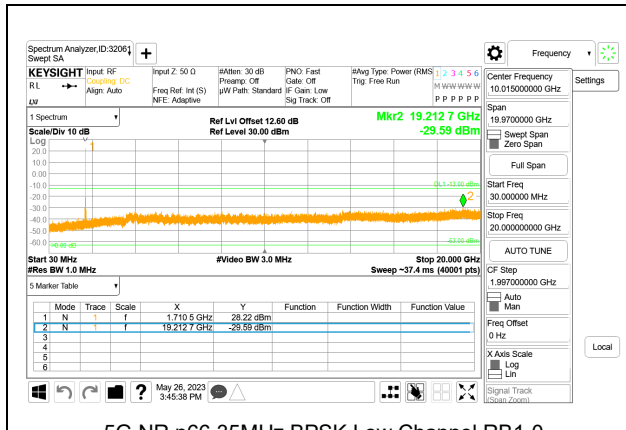 Spectrum Analyzer,ID:32061
Swept SA
+
Frequency
KEYSIGHT
Input: RF
Coupling: DC
Align: Auto
Input Z: 50 Ω
Freq Ref: Int (S)
NFE: Adaptive
#Atten: 30 dB
Preamp: Off
µW Path: Standard
PNO: Fast
Gate: Off
IF Gain: Low
Sig Track: Off
#Avg Type: Power (RMS
Trig: Free Run
1 2 3 4 5 6
M W W W W W
P P P P P P
RL
LXI
Center Frequency
10.015000000 GHz
Settings
Span
19.9700000 GHz
Swept Span
Zero Span
Full Span
Start Freq
30.000000 MHz
Stop Freq
20.000000000 GHz
AUTO TUNE
CF Step
1.997000000 GHz
Auto
Man
Freq Offset
0 Hz
X Axis Scale
Log
Lin
Signal Track
(Span Zoom)
Local
1 Spectrum
Scale/Div 10 dB
Log
Ref Lvl Offset 12.60 dB
Ref Level 30.00 dBm
Mkr2 19.212 7 GHz
-29.59 dBm
1
20.0
10.0
0.00
-10.0
-20.0
-30.0
-40.0
-50.0
-60.0
DL1 -13.00 dBm
2
Start 30 MHz
#Res BW 1.0 MHz
#Video BW 3.0 MHz
Stop 20.000 GHz
Sweep ~37.4 ms (40001 pts)
5 Marker Table
Mode Trace Scale X Y Function Function Width Function Value
1 N 1 f 1.710 5 GHz 28.22 dBm
2 N 1 f 19.212 7 GHz -29.59 dBm
3
4
5
6
?
May 26, 2023
3:45:38 PM
5G NR n66 35MHz BPSK Low Channel RB1-0